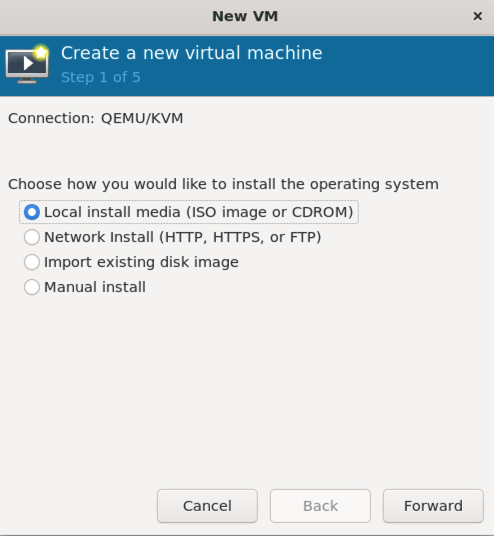 New VM
×
Create a new virtual machine
Step 1 of 5
Connection: QEMU/KVM
Choose how you would like to install the operating system
Local install media (ISO image or CDROM)
Network Install (HTTP, HTTPS, or FTP)
Import existing disk image
Manual install
Cancel Back Forward